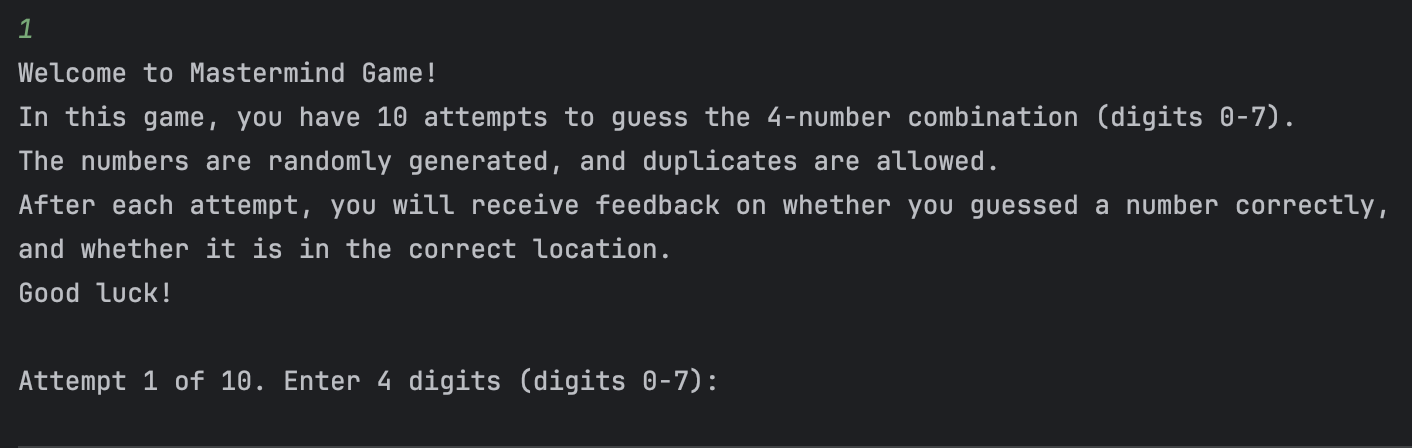 1
Welcome to Mastermind Game!
In this game, you have 10 attempts to guess the 4-number combination (digits 0-7).
The numbers are randomly generated, and duplicates are allowed.
After each attempt, you will receive feedback on whether you guessed a number correctly,
and whether it is in the correct location.
Good luck!
Attempt 1 of 10. Enter 4 digits (digits 0-7):